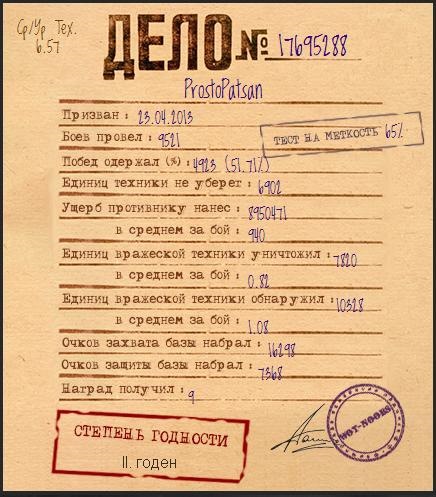 Ср/Ур Тех.
6.57
ДЕЛО № 17695288
ProstoPatsan
Призван : 23.04.2013
Боев провел : 9521
ТЕСТ НА МЕТКОСТЬ 65%
Побед одержал (%) : 4923 (51.71%)
Единиц техники не уберег : 6902
Ущерб противнику нанес : 8950471
в среднем за бой : 940
Единиц вражеской техники уничтожил : 7820
в среднем за бой : 0.82
Единиц вражеской техники обнаружил : 10328
в среднем за бой : 1.08
Очков захвата базы набрал : 16298
Очков защиты базы набрал : 7368
Наград получил : 9
СТЕПЕНЬ ГОДНОСТИ
II. годен
WOT-NOOBS